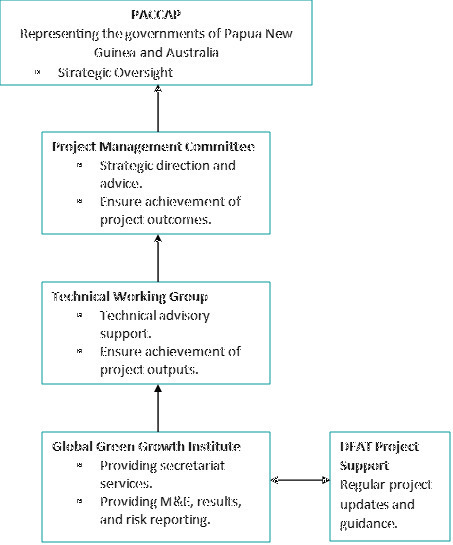 PACCAP
Representing the governments of Papua New
Guinea and Australia
Strategic Oversight
Project Management Committee
Strategic direction and
advice.
Ensure achievement of
project outcomes.
Technical Working Group
Technical advisory
support.
Ensure achievement of
project outputs.
Global Green Growth Institute
Providing secretariat
services.
Providing M&E, results,
and risk reporting.
DFAT Project
Support
Regular project
updates and
guidance.